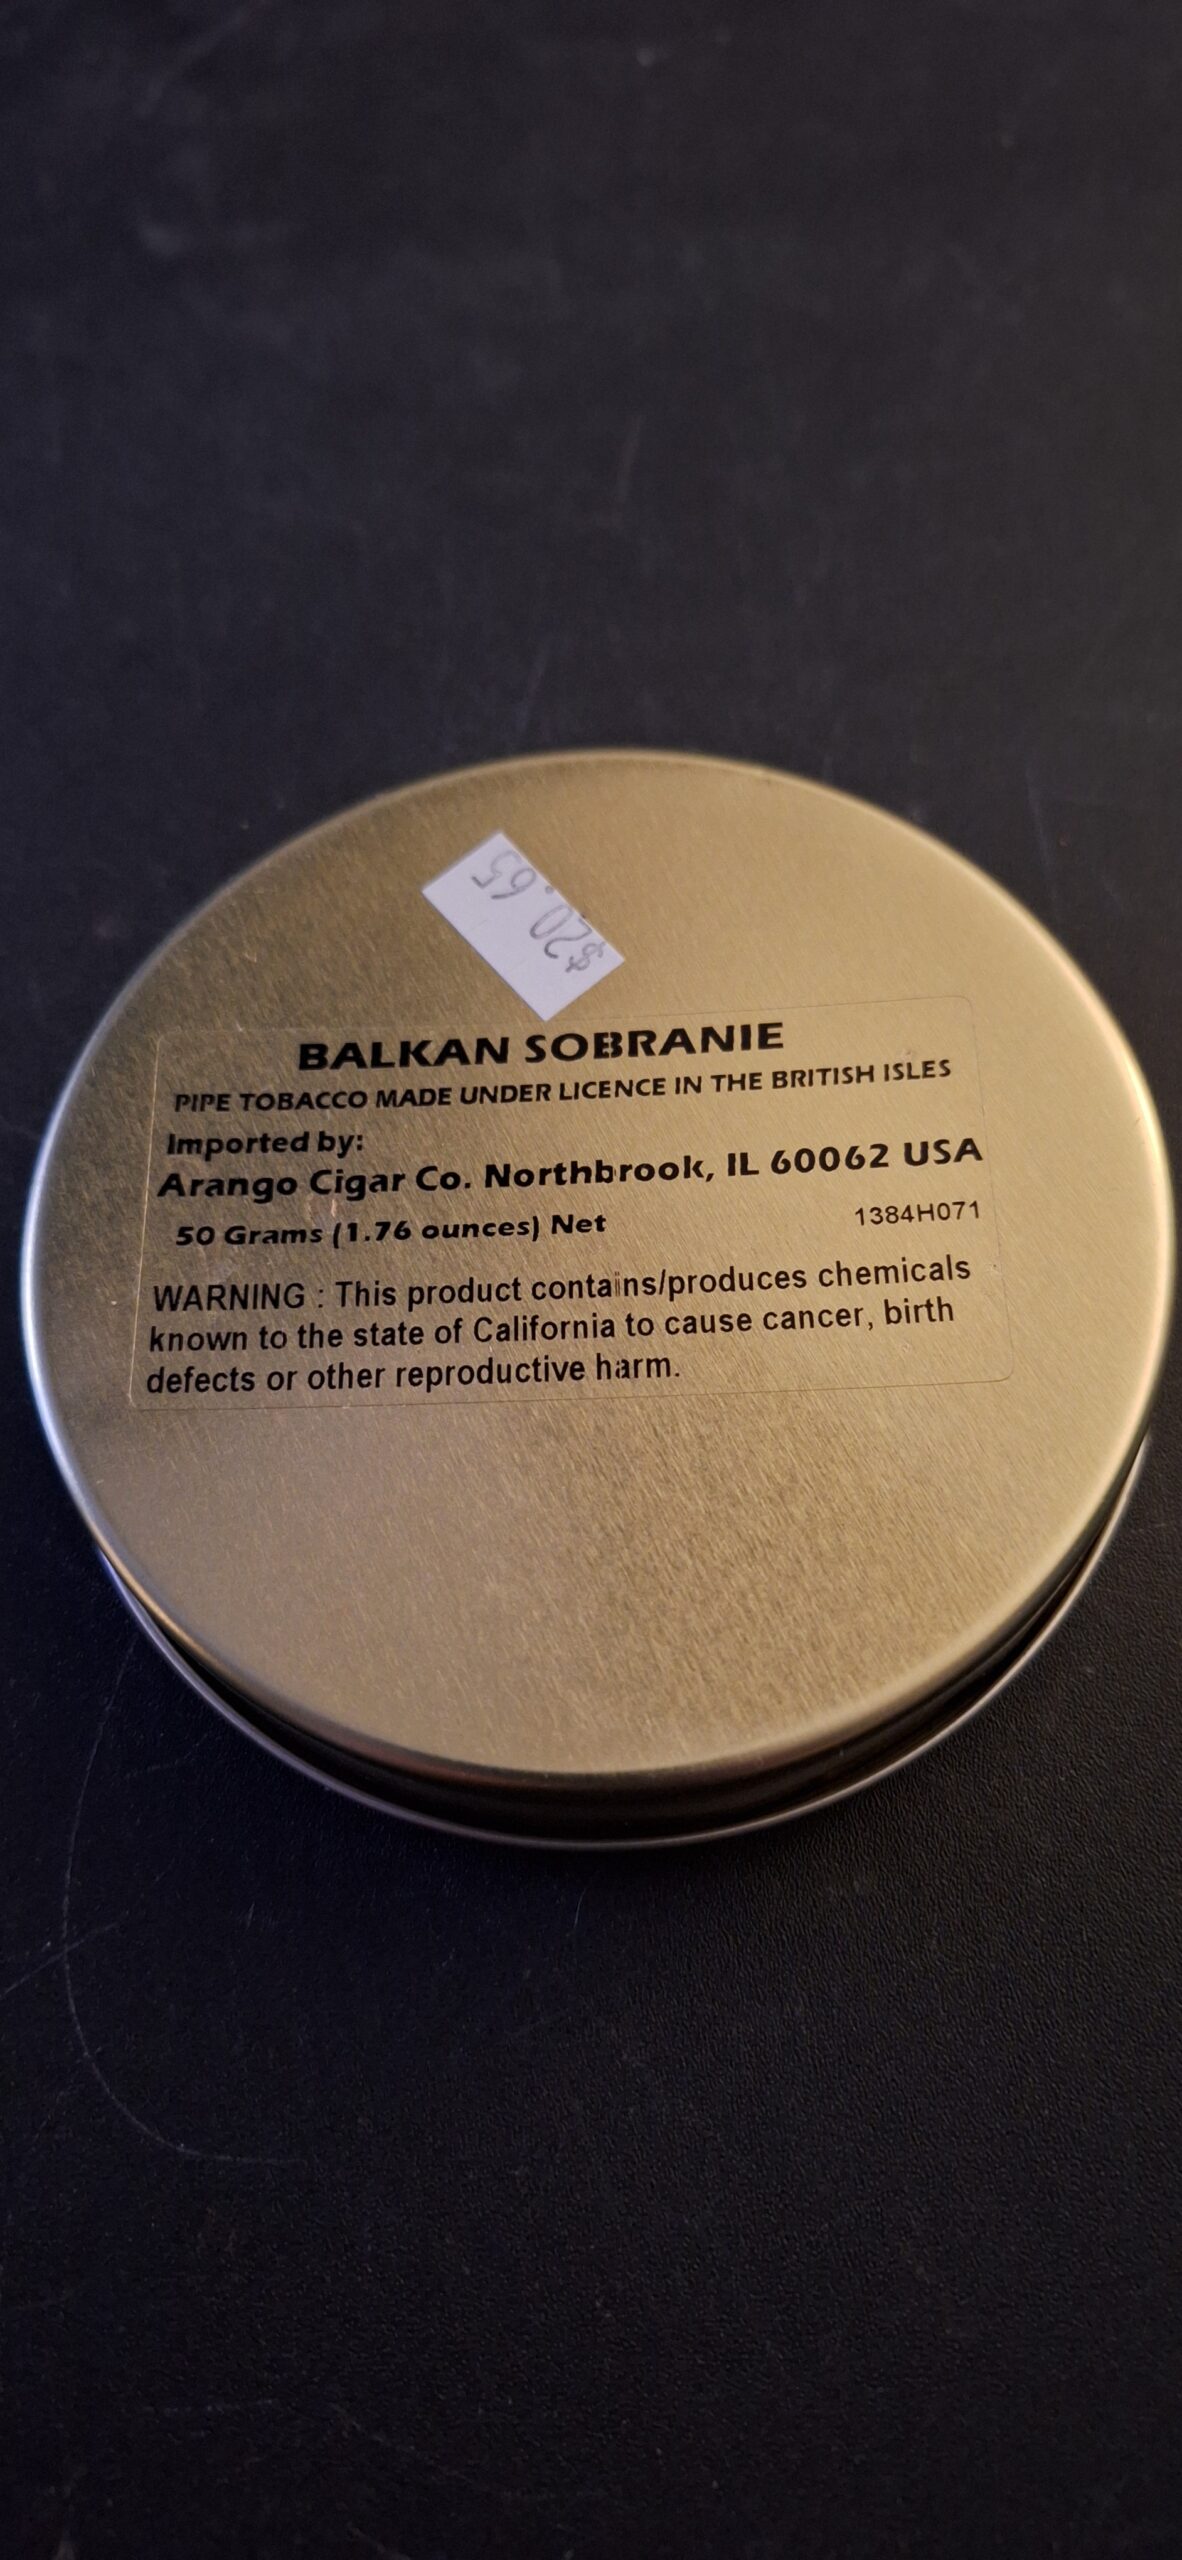 $20.65
BALKAN SOBRANIE
PIPE TOBACCO MADE UNDER LICENCE IN THE BRITISH ISLES
Imported by:
Arango Cigar Co. Northbrook, IL 60062 USA
50 Grams (1.76 ounces) Net 1384H071
WARNING : This product contains/produces chemicals
known to the state of California to cause cancer, birth
defects or other reproductive harm.